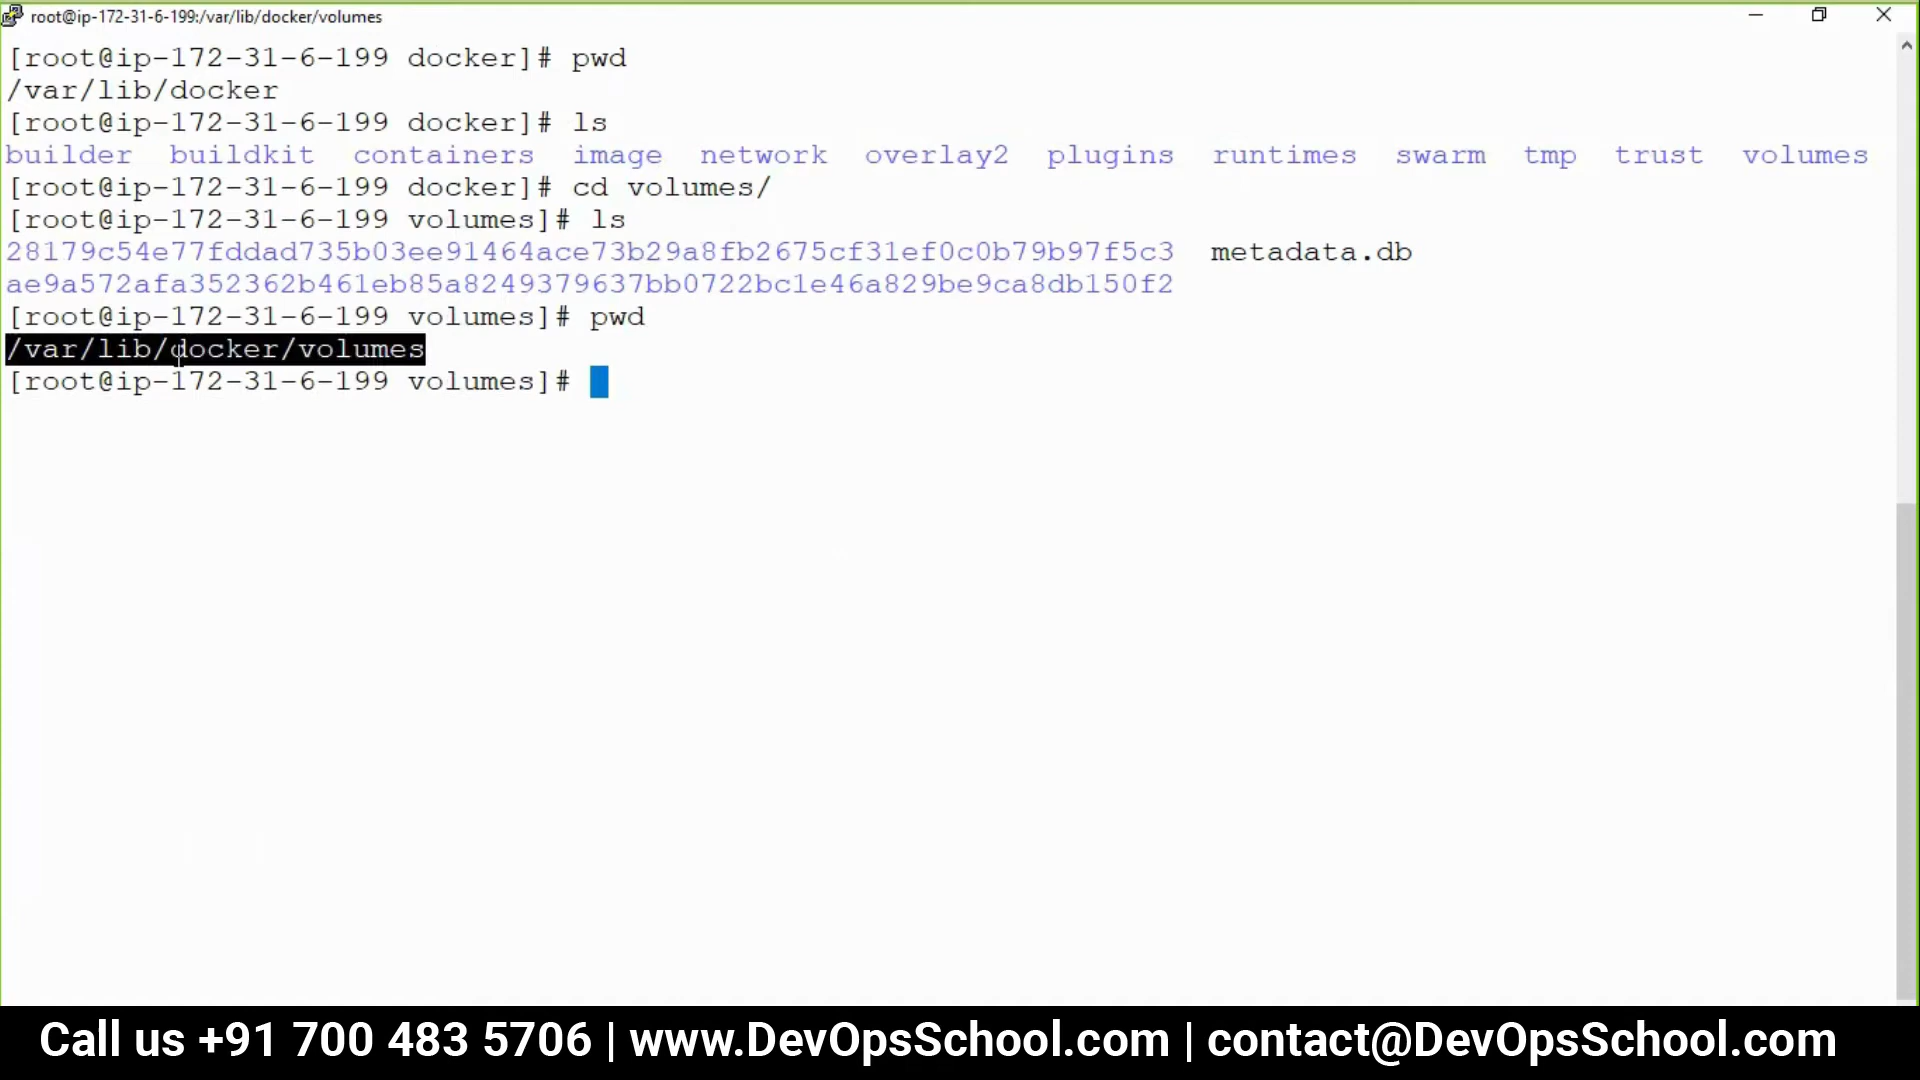 root@ip-172-31-6-199:/var/lib/docker/volumes
[root@ip-172-31-6-199 docker]# pwd
/var/lib/docker
[root@ip-172-31-6-199 docker]# ls
builder  buildkit  containers  image  network  overlay2  plugins  runtimes  swarm  tmp  trust  volumes
[root@ip-172-31-6-199 docker]# cd volumes/
[root@ip-172-31-6-199 volumes]# ls
28179c54e77fddad735b03ee91464ace73b29a8fb2675cf31ef0c0b79b97f5c3  metadata.db
ae9a572afa352362b461eb85a8249379637bb0722bc1e46a829be9ca8db150f2
[root@ip-172-31-6-199 volumes]# pwd
/var/lib/docker/volumes
[root@ip-172-31-6-199 volumes]#
Call us +91 700 483 5706 | www.DevOpsSchool.com | contact@DevOpsSchool.com